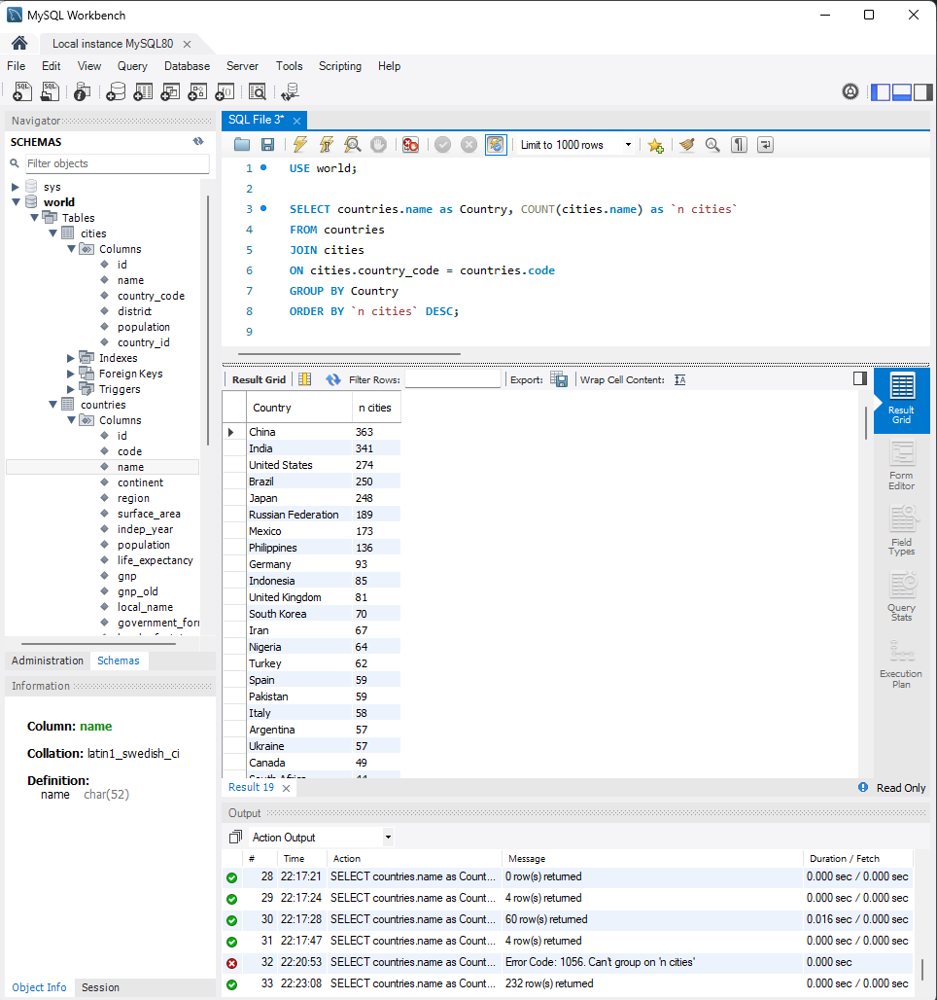 MySQL Workbench
Local instance MySQL80
File Edit View Query Database Server Tools Scripting Help
Navigator
SCHEMAS
Filter objects
sys
world
Tables
cities
Columns
id
name
country_code
district
population
country_id
Indexes
Foreign Keys
Triggers
countries
Columns
id
code
name
continent
region
surface_area
indep_year
population
life_expectancy
gnp
gnp_old
local_name
government_for
Administration Schemas
Information
Column: name
Collation: latin1_swedish_ci
Definition:
name char(52)
Object Info Session
SQL File 3*
Limit to 1000 rows
1 USE world;
2
3 SELECT countries.name as Country, COUNT(cities.name) as `n cities`
4 FROM countries
5 JOIN cities
6 ON cities.country_code = countries.code
7 GROUP BY Country
8 ORDER BY `n cities` DESC;
9
Result Grid Filter Rows: Export: Wrap Cell Content:
Country n cities
China 363
India 341
United States 274
Brazil 250
Japan 248
Russian Federation 189
Mexico 173
Philippines 136
Germany 93
Indonesia 85
United Kingdom 81
South Korea 70
Iran 67
Nigeria 64
Turkey 62
Spain 59
Pakistan 59
Italy 58
Argentina 57
Ukraine 57
Canada 49
South Africa 44
Result
Grid
Form
Editor
Field
Types
Query
Stats
Execution
Plan
Result 19
Read Only
Output
Action Output
# Time Action Message Duration / Fetch
28 22:17:21 SELECT countries.name as Count... 0 row(s) returned 0.000 sec / 0.000 sec
29 22:17:24 SELECT countries.name as Count... 4 row(s) returned 0.000 sec / 0.000 sec
30 22:17:28 SELECT countries.name as Count... 60 row(s) returned 0.016 sec / 0.000 sec
31 22:17:47 SELECT countries.name as Count... 4 row(s) returned 0.000 sec / 0.000 sec
32 22:20:53 SELECT countries.name as Count... Error Code: 1056. Can't group on 'n cities' 0.000 sec
33 22:23:08 SELECT countries.name as Count... 232 row(s) returned 0.000 sec / 0.000 sec